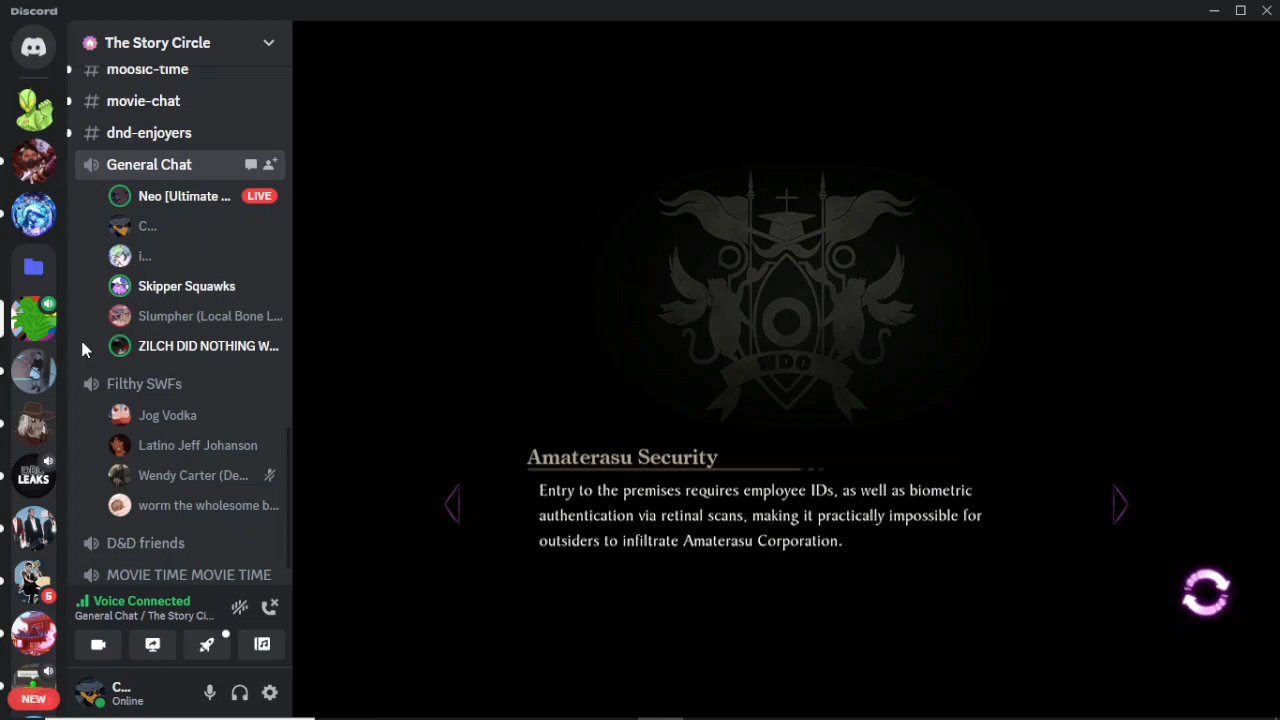 Discord
The Story Circle
moosic-time
movie-chat
dnd-enjoyers
General Chat
Neo [Ultimate ...
LIVE
C...
i...
Skipper Squawks
Slumpher (Local Bone L...
ZILCH DID NOTHING W...
Filthy SWFs
Jog Vodka
Latino Jeff Johanson
Wendy Carter (De...
worm the wholesome b...
D&D friends
MOVIE TIME MOVIE TIME
Voice Connected
General Chat / The Story Ci...
C...
Online
LEAKS
5
NEW
WDO
Amaterasu Security
Entry to the premises requires employee IDs, as well as biometric
authentication via retinal scans, making it practically impossible for
outsiders to infiltrate Amaterasu Corporation.